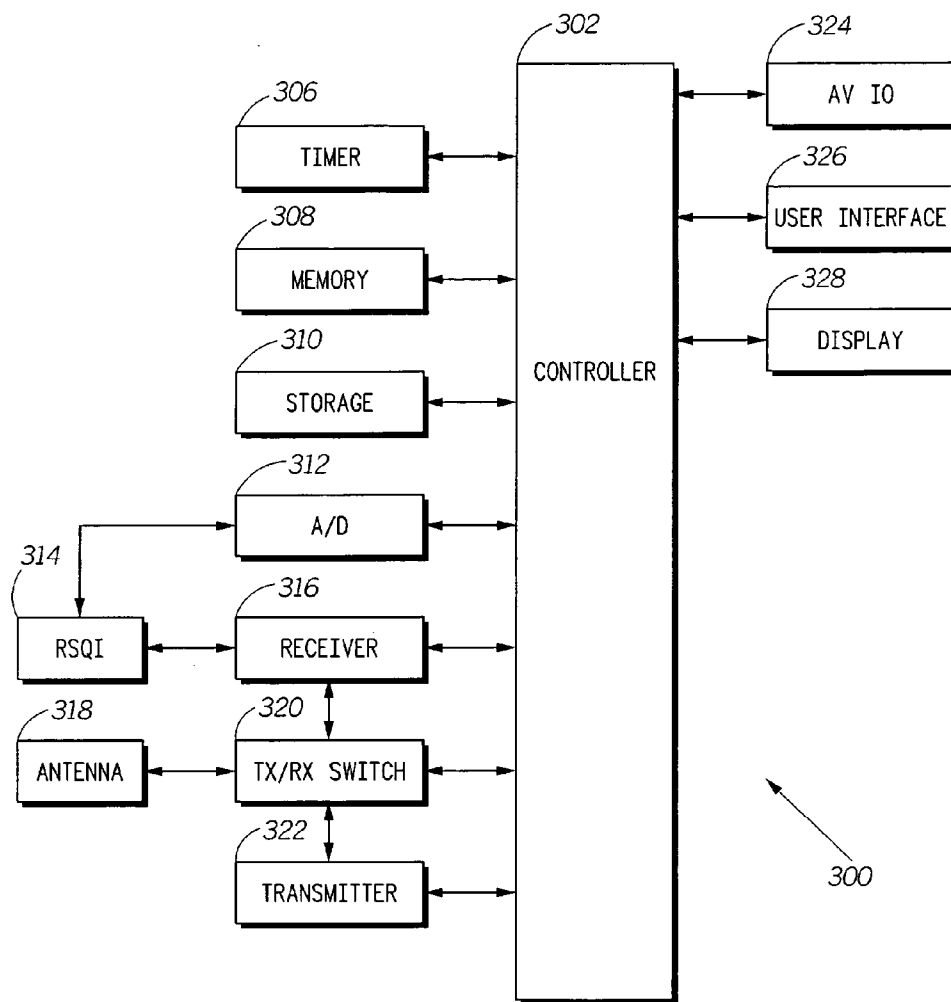 302
324
AV IO
306
TIMER
326
USER INTERFACE
308
MEMORY
328
DISPLAY
CONTROLLER
310
STORAGE
312
A/D
314
RSQI
316
RECEIVER
318
ANTENNA
320
TX/RX SWITCH
322
TRANSMITTER
300